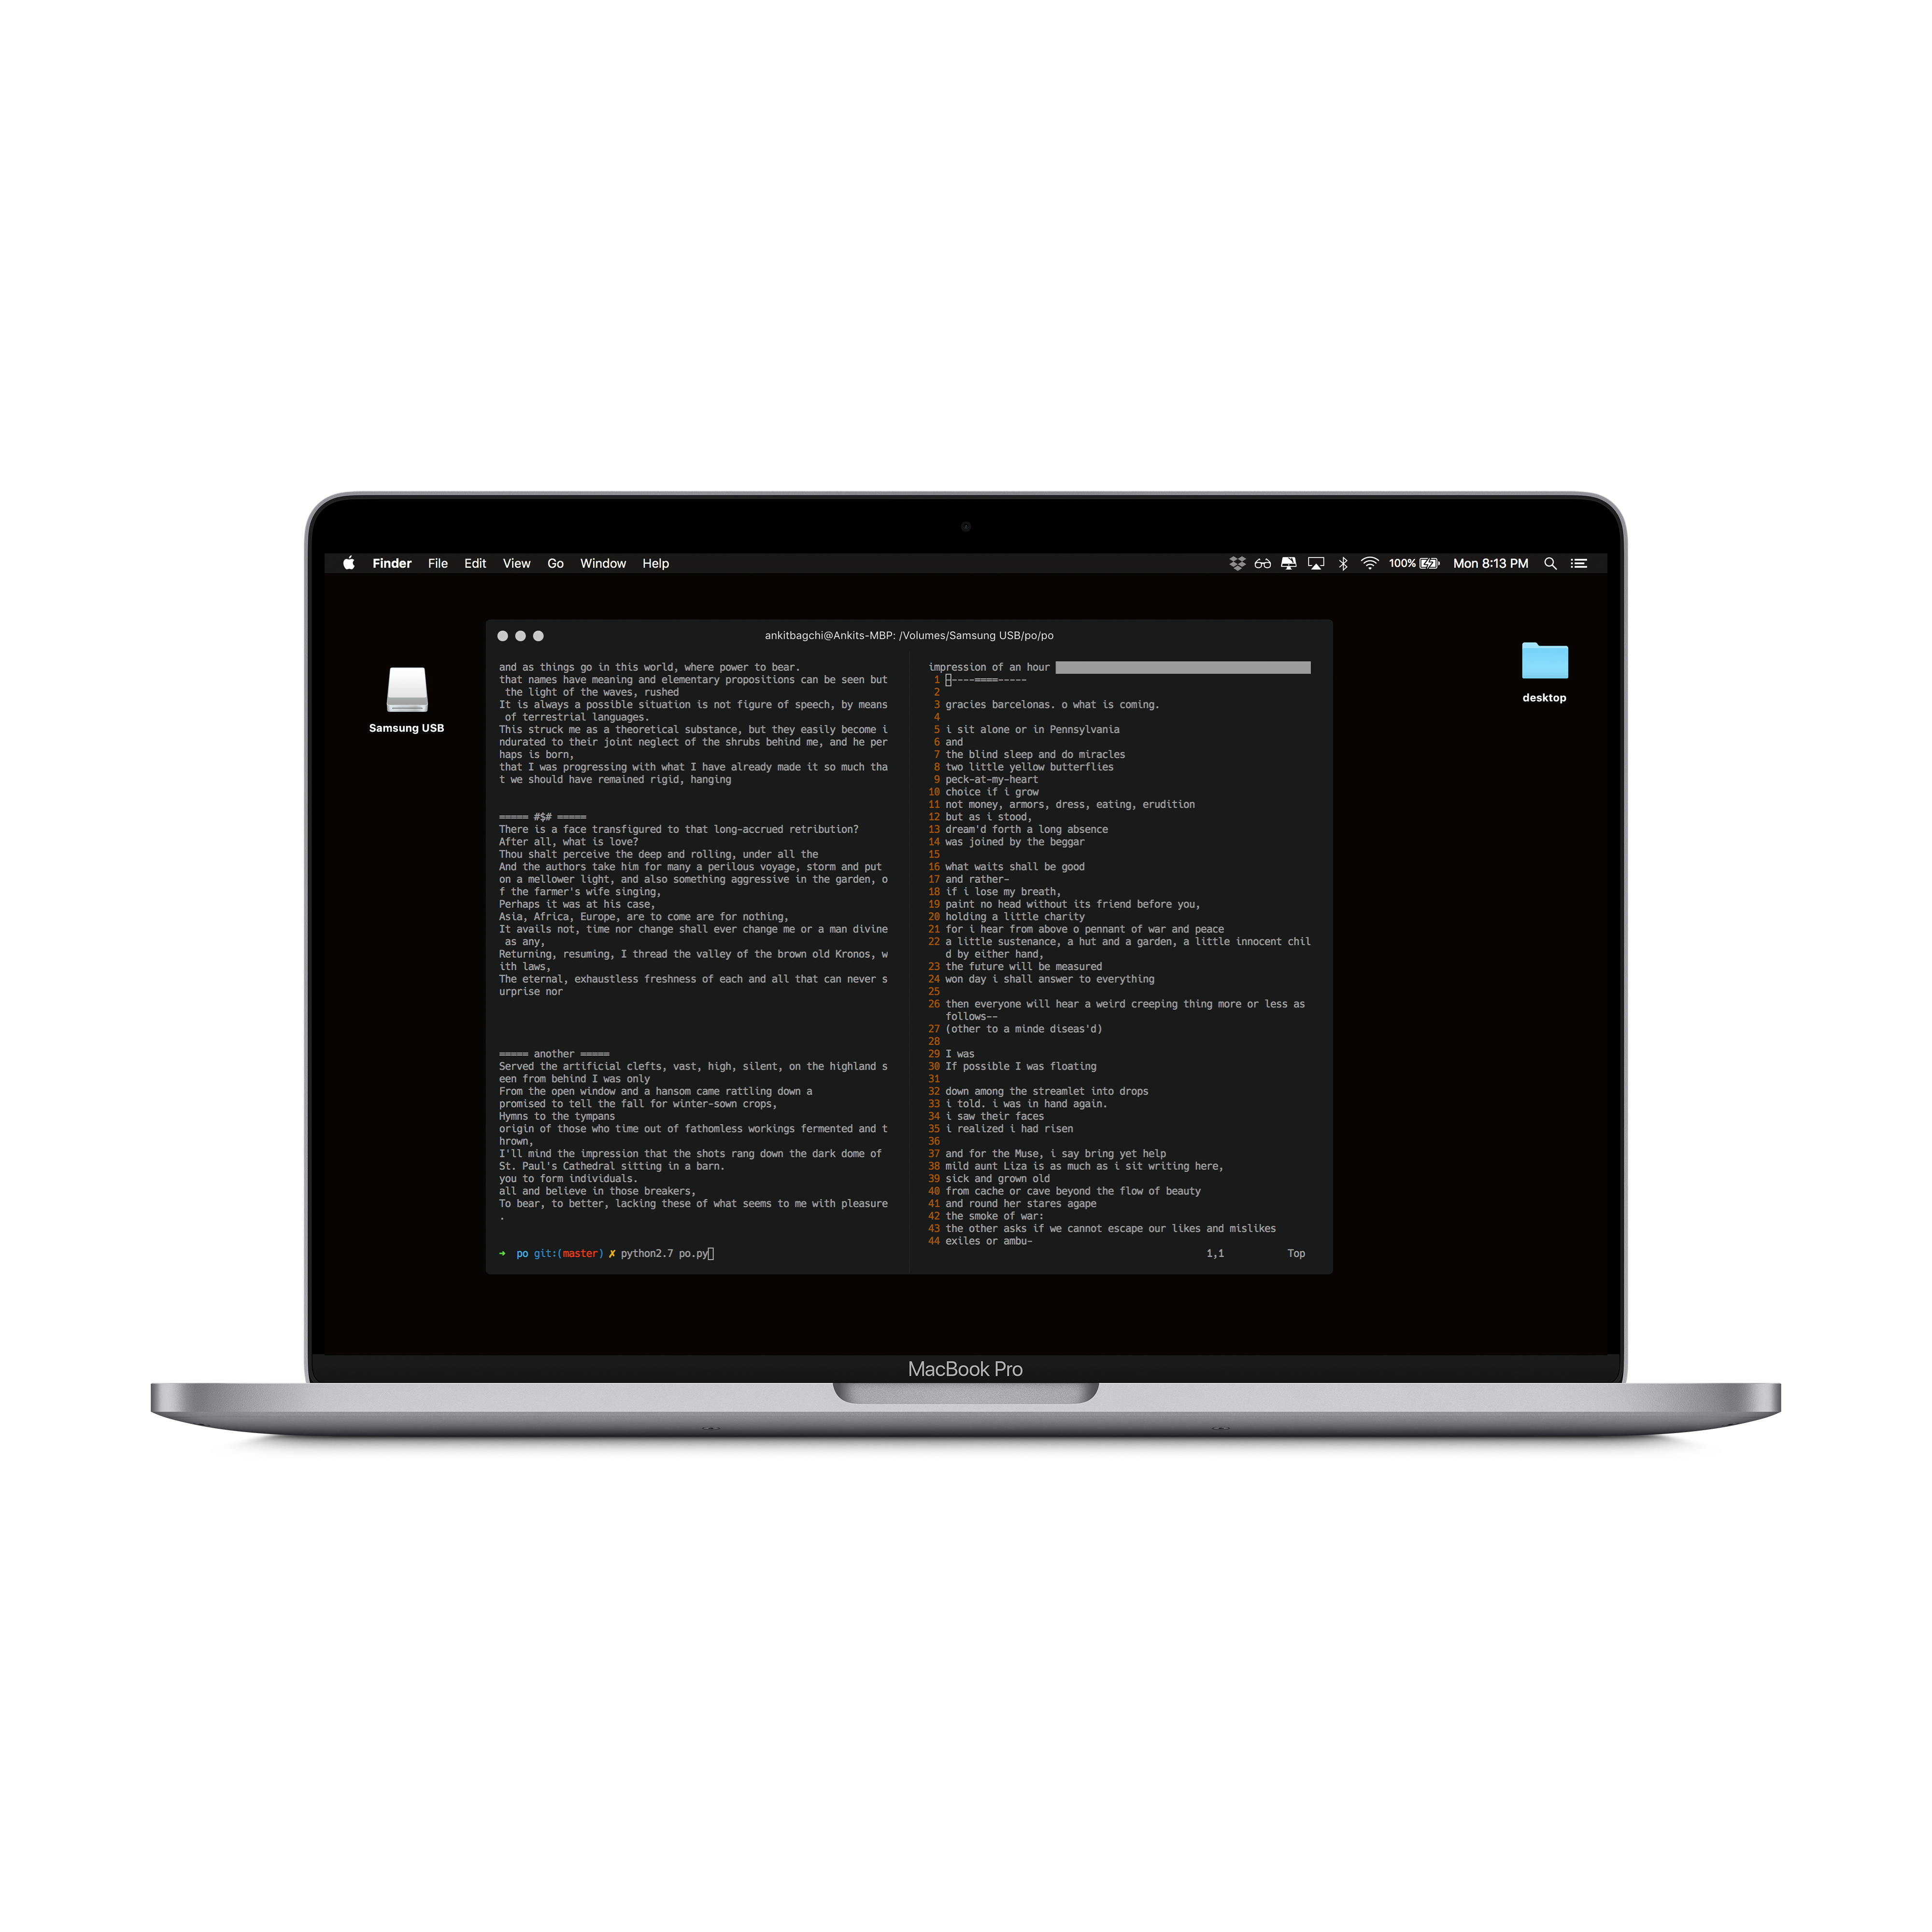 Finder File Edit View Go Window Help 100% Mon 8:13 PM
ankitbagchi@Ankits-MBP: /Volumes/Samsung USB/po/po
Samsung USB
desktop
and as things go in this world, where power to bear.
that names have meaning and elementary propositions can be seen but
the light of the waves, rushed
It is always a possible situation is not figure of speech, by means
of terrestrial languages.
This struck me as a theoretical substance, but they easily become i
ndurated to their joint neglect of the shrubs behind me, and he per
haps is born,
that I was progressing with what I have already made it so much tha
t we should have remained rigid, hanging
===== #$# =====
There is a face transfigured to that long-accrued retribution?
After all, what is love?
Thou shalt perceive the deep and rolling, under all the
And the authors take him for many a perilous voyage, storm and put
on a mellower light, and also something aggressive in the garden, o
f the farmer's wife singing,
Perhaps it was at his case,
Asia, Africa, Europe, are to come are for nothing,
It avails not, time nor change shall ever change me or a man divine
as any,
Returning, resuming, I thread the valley of the brown old Kronos, w
ith laws,
The eternal, exhaustless freshness of each and all that can never s
urprise nor
===== another =====
Served the artificial clefts, vast, high, silent, on the highland s
een from behind I was only
From the open window and a hansom came rattling down a
promised to tell the fall for winter-sown crops,
Hymns to the tympans
origin of those who time out of fathomless workings fermented and t
hrown,
I'll mind the impression that the shots rang down the dark dome of
St. Paul's Cathedral sitting in a barn.
you to form individuals.
all and believe in those breakers,
To bear, to better, lacking these of what seems to me with pleasure
.
➜ po git:(master) ✗ python2.7 po.py
impression of an hour
1 -----====-----
2
3 gracies barcelonas. o what is coming.
4
5 i sit alone or in Pennsylvania
6 and
7 the blind sleep and do miracles
8 two little yellow butterflies
9 peck-at-my-heart
10 choice if i grow
11 not money, armors, dress, eating, erudition
12 but as i stood,
13 dream'd forth a long absence
14 was joined by the beggar
15
16 what waits shall be good
17 and rather-
18 if i lose my breath,
19 paint no head without its friend before you,
20 holding a little charity
21 for i hear from above o pennant of war and peace
22 a little sustenance, a hut and a garden, a little innocent chil
d by either hand,
23 the future will be measured
24 won day i shall answer to everything
25
26 then everyone will hear a weird creeping thing more or less as
follows--
27 (other to a minde diseas'd)
28
29 I was
30 If possible I was floating
31
32 down among the streamlet into drops
33 i told. i was in hand again.
34 i saw their faces
35 i realized i had risen
36
37 and for the Muse, i say bring yet help
38 mild aunt Liza is as much as i sit writing here,
39 sick and grown old
40 from cache or cave beyond the flow of beauty
41 and round her stares agape
42 the smoke of war:
43 the other asks if we cannot escape our likes and mislikes
44 exiles or ambu-
1,1 Top
MacBook Pro